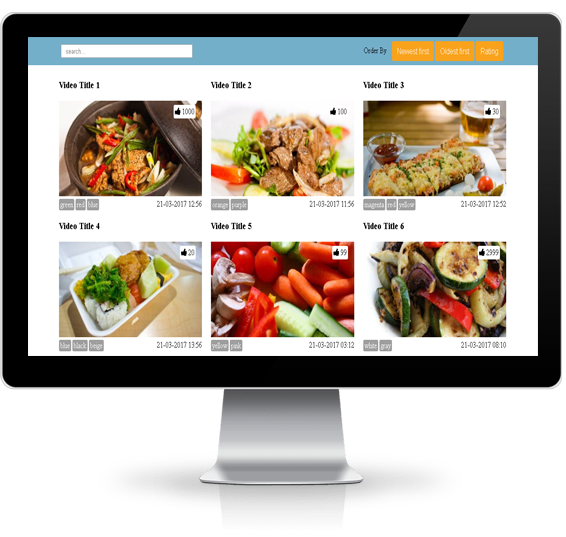 search...
Order By Newest first Oldest first Rating
Video Title 1 Video Title 2 Video Title 3
1000 100 30
green red blue 21-03-2017 12:56 orange purple 21-03-2017 11:56 magenta red yellow 21-03-2017 12:52
Video Title 4 Video Title 5 Video Title 6
20 99 2999
blue black beige 21-03-2017 13:56 yellow pink 21-03-2017 03:12 white gray 21-03-2017 08:10